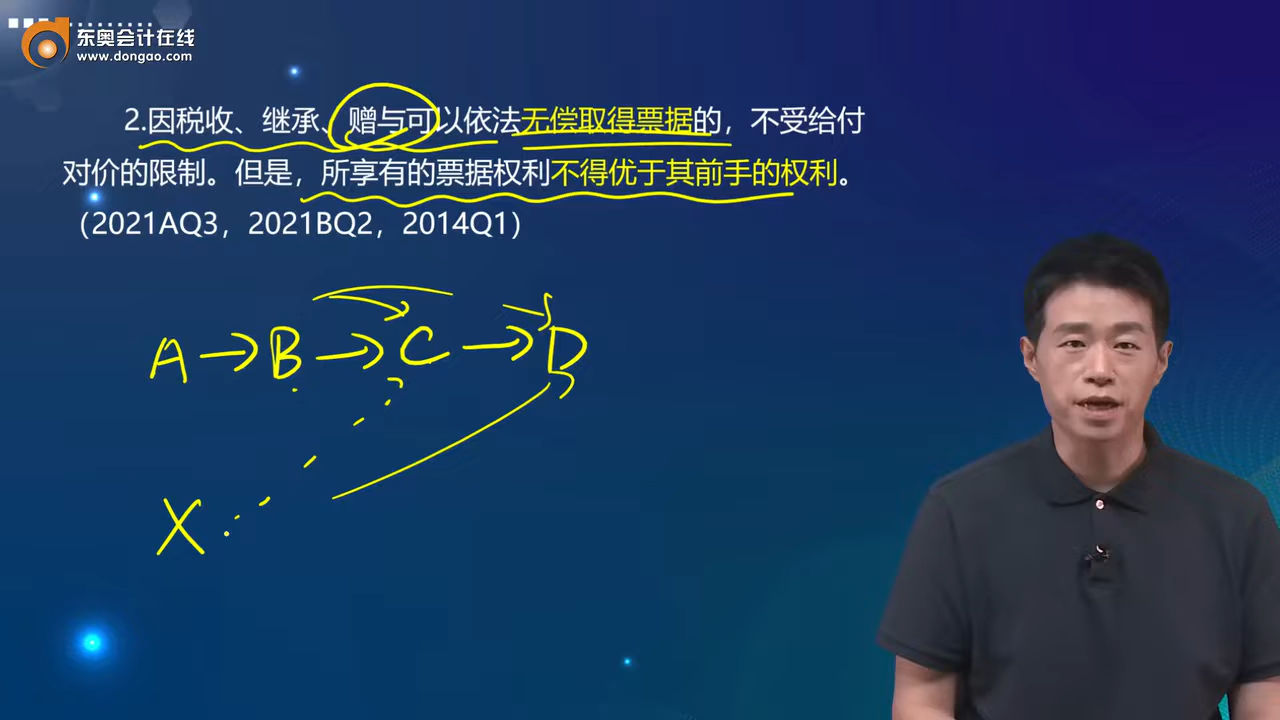 东奥会计在线
www.dongao.com
2.因税收、继承、赠与可以依法无偿取得票据的，不受给付
对价的限制。但是，所享有的票据权利不得优于其前手的权利。
（2021AQ3，2021BQ2，2014Q1）
A→B→C→D
X